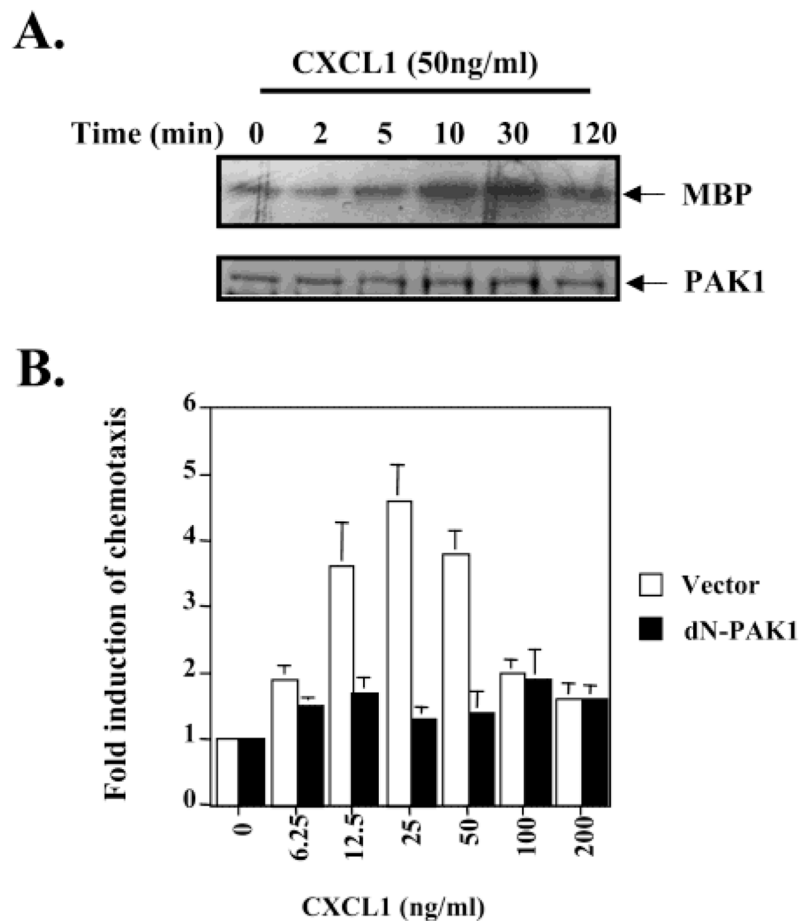 A.
CXCL1 (50ng/ml)
Time (min) 0 2 5 10 30 120
MBP
PAK1
B.
Fold induction of chemotaxis
6
5
4
3
2
1
0
0 6.25 12.5 25 50 100 200
CXCL1 (ng/ml)
Vector
dN-PAK1